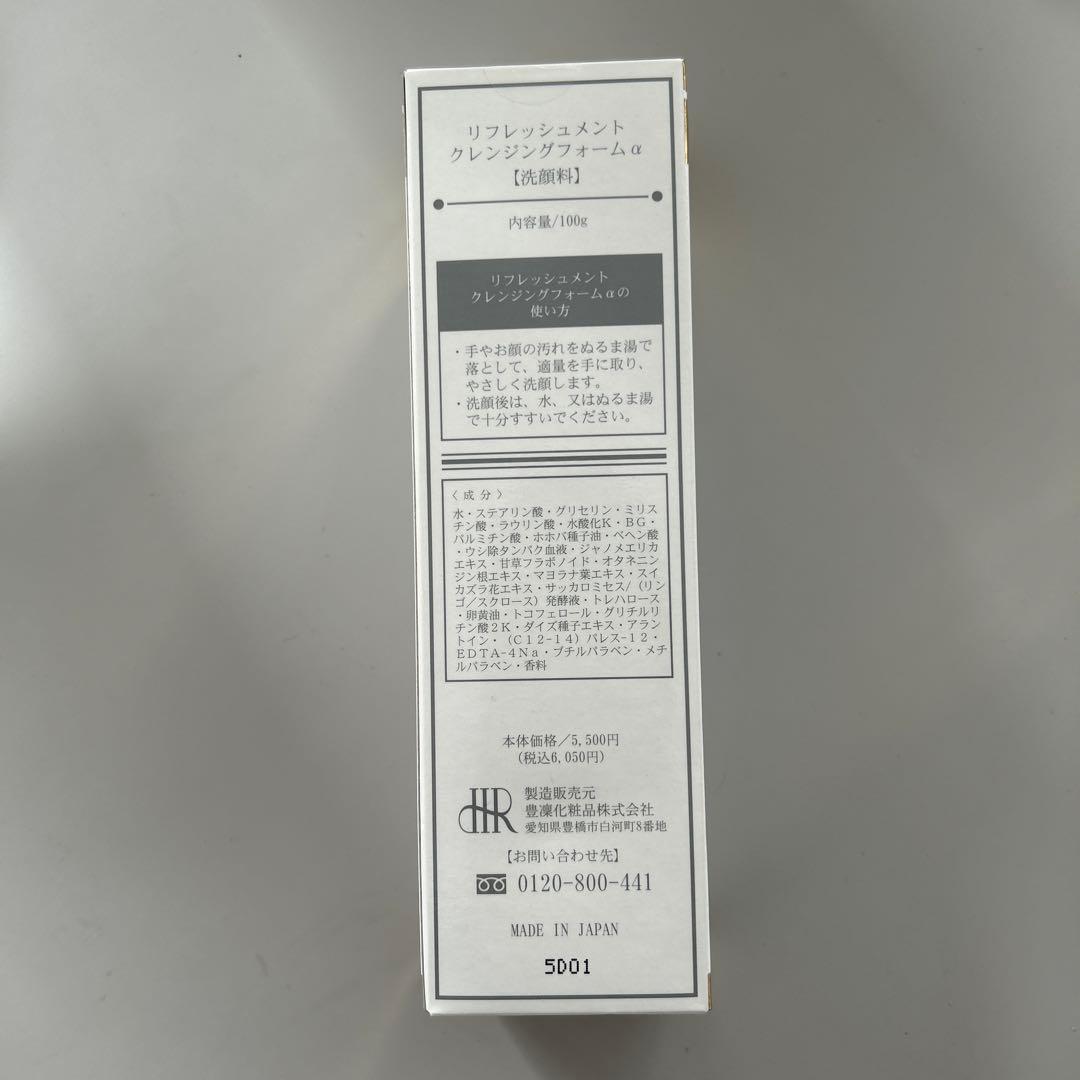 リフレッシュメント
クレンジングフォームα
【洗顔料】
内容量/100g
リフレッシュメント
クレンジングフォームαの
使い方
・手やお顔の汚れをぬるま湯で
落として、適量を手に取り、
やさしく洗顔します。
・洗顔後は、水、又はぬるま湯
で十分すすいでください。
〈成分〉
水・ステアリン酸・グリセリン・ミリス
チン酸・ラウリン酸・水酸化K・BG・
パルミチン酸・ホホバ種子油・ベヘン酸
・ウシ除タンパク血液・ジャノメエリカ
エキス・甘草フラボノイド・オタネニン
ジン根エキス・マヨラナ葉エキス・スイ
カズラ花エキス・サッカロミセス/（リン
ゴ／スクロース）発酵液・トレハロース
・卵黄油・トコフェロール・グリチルリ
チン酸２K・ダイズ種子エキス・アラン
トイン・（C１２-１４）パレス-１２・
EDTA-４Na・ブチルパラベン・メチ
ルパラベン・香料
本体価格／5,500円
(税込6,050円)
HR
製造販売元
豊凜化粧品株式会社
愛知県豊橋市白河町8番地
【お問い合わせ先】
0120-800-441
MADE IN JAPAN
5D01